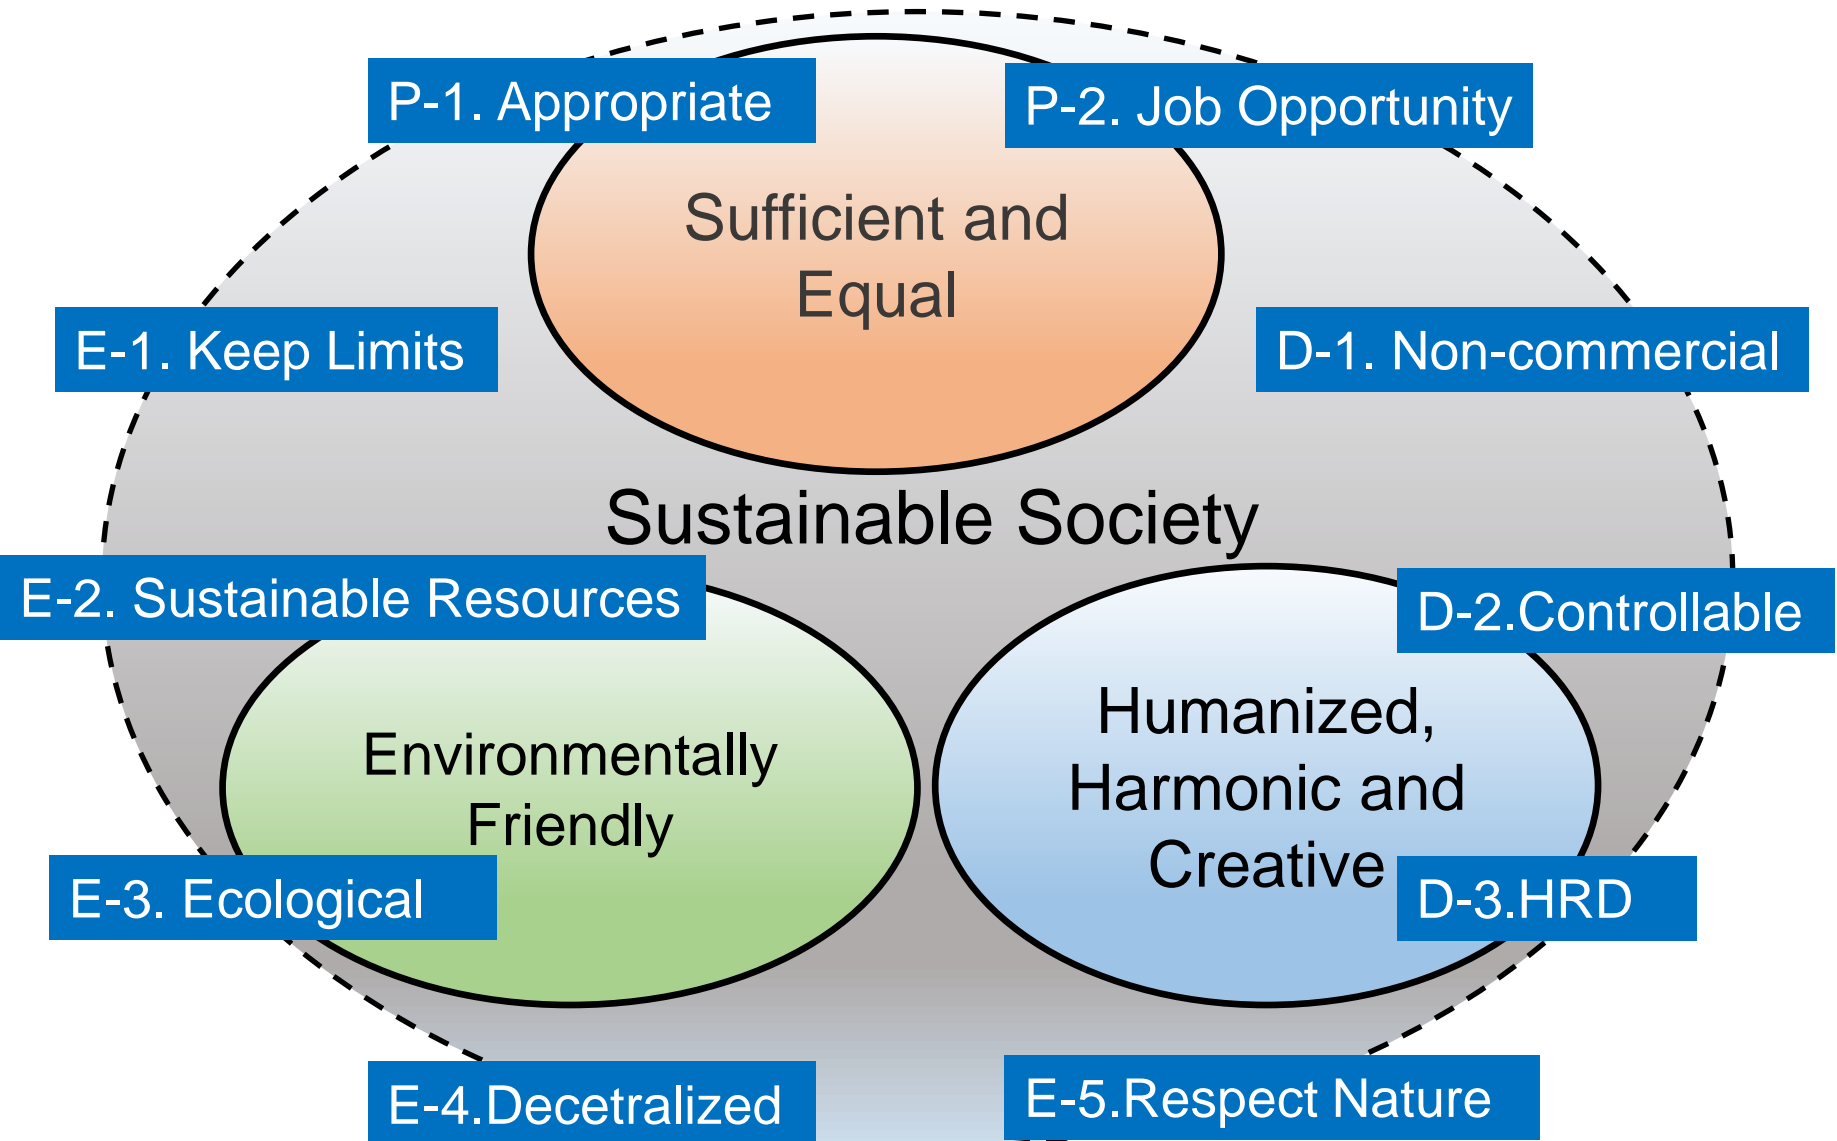 P-1. Appropriate
P-2. Job Opportunity
Sufficient and
Equal
E-1. Keep Limits
D-1. Non-commercial
Sustainable Society
E-2. Sustainable Resources
D-2.Controllable
Environmentally
Friendly
Humanized,
Harmonic and
Creative
E-3. Ecological
D-3.HRD
E-4.Decetralized
E-5.Respect Nature